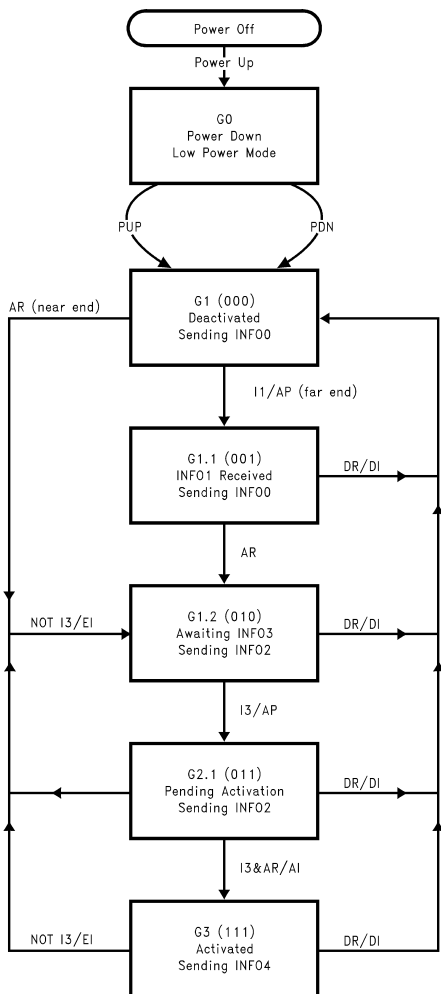 Power Off
Power Up
G0
Power Down
Low Power Mode
PUP
PDN
AR (near end)
G1 (000)
Deactivated
Sending INFO0
I1/AP (far end)
G1.1 (001)
INFO1 Received
Sending INFO0
DR/DI
AR
NOT I3/EI
G1.2 (010)
Awaiting INFO3
Sending INFO2
DR/DI
I3/AP
G2.1 (011)
Pending Activation
Sending INFO2
DR/DI
I3&AR/AI
NOT I3/EI
G3 (111)
Activated
Sending INFO4
DR/DI